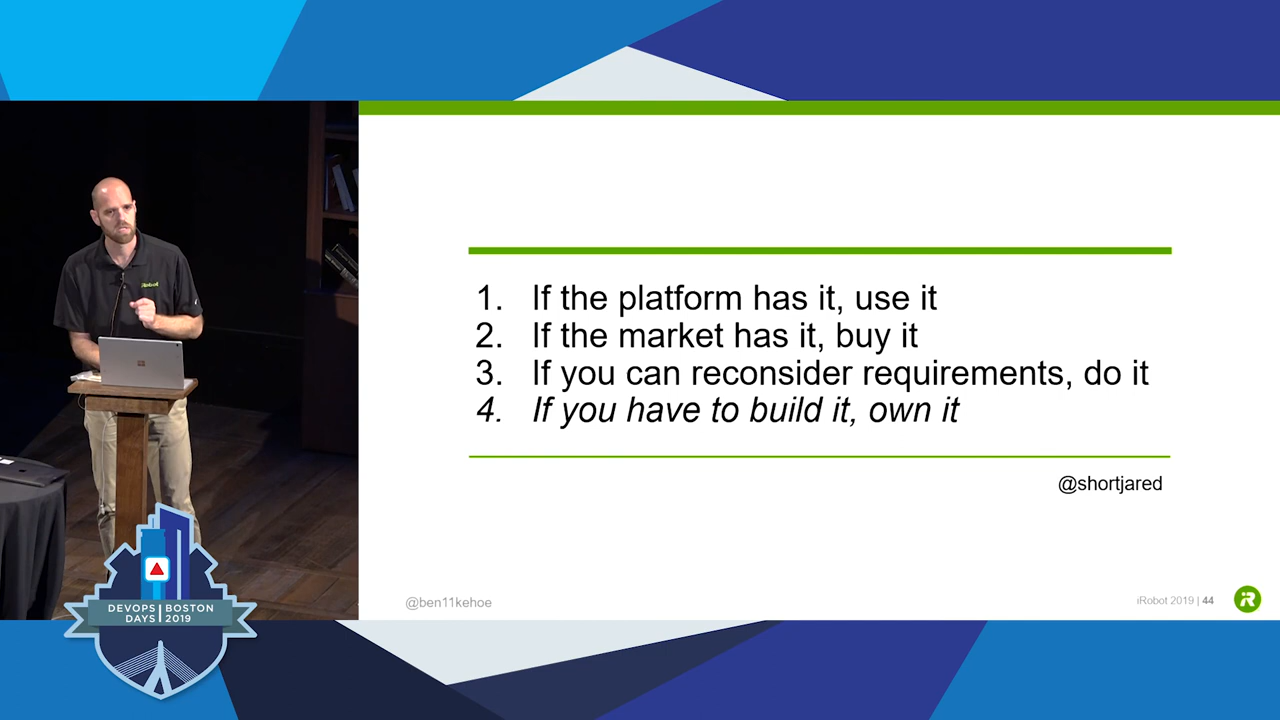 iRobot
1. If the platform has it, use it
2. If the market has it, buy it
3. If you can reconsider requirements, do it
4. If you have to build it, own it
@shortjared
@ben11kehoe
iRobot 2019 | 44
iR
DEVOPS | BOSTON
DAYS | 2019